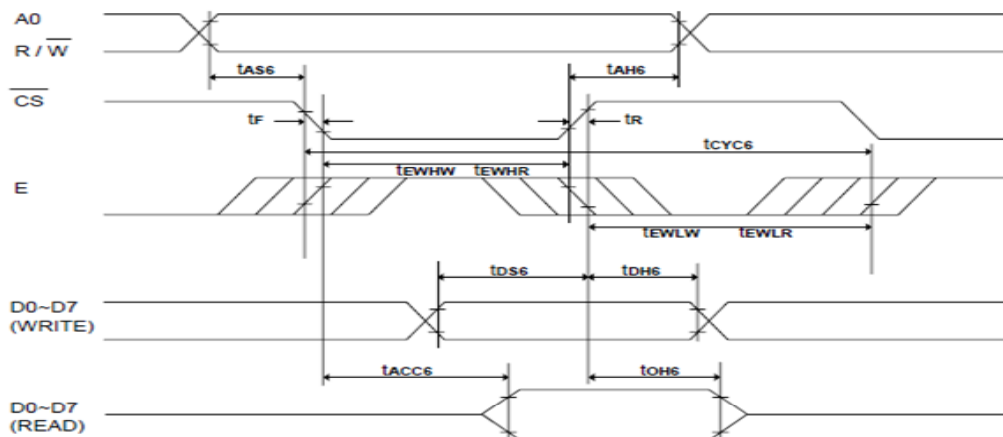 A0
R / W
tAS6 tAH6
CS
tF tR
tCYC6
tEWHW tEWHR
E
tEWLW tEWLR
tDS6 tDH6
D0~D7
(WRITE)
tACC6 tOH6
D0~D7
(READ)